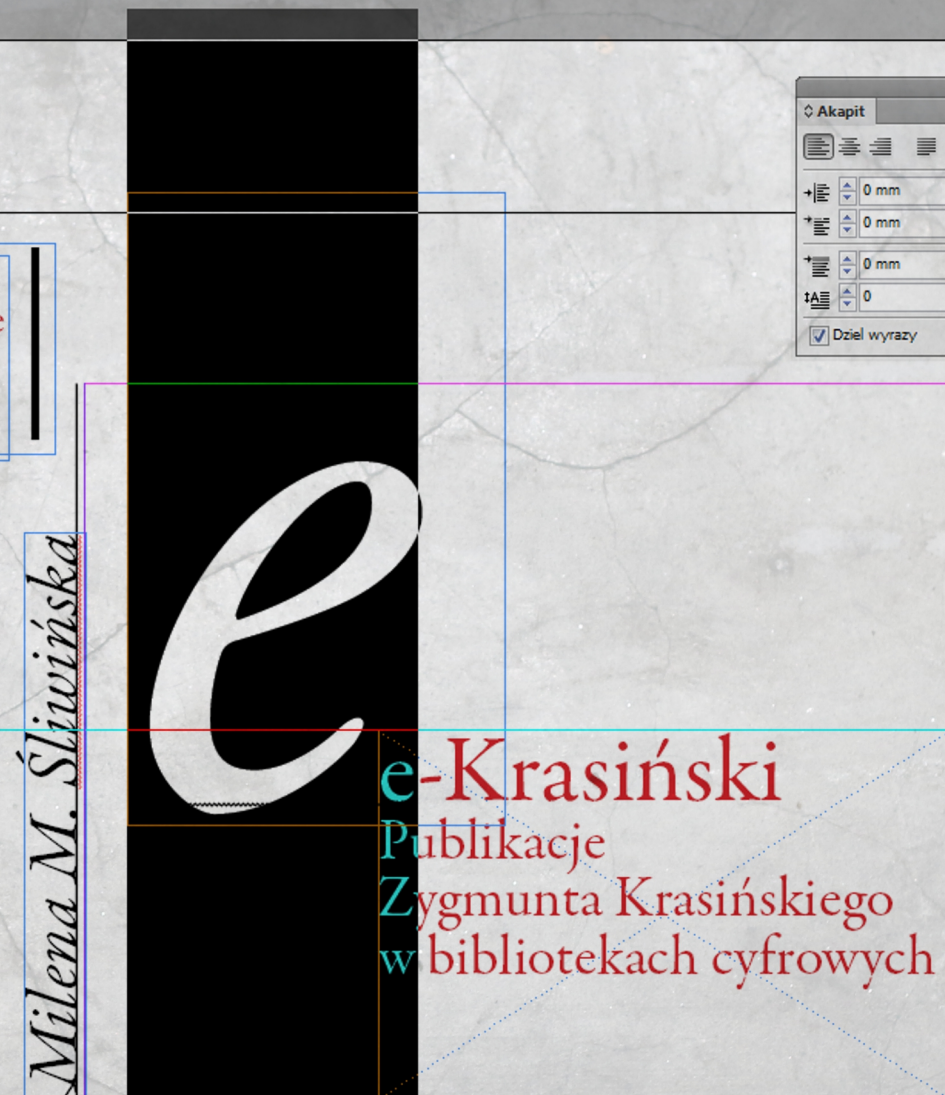 Akapit
0 mm
0 mm
0 mm
0
Dziel wyrazy
e
e
Milena M. Śliwińska
e-Krasiński
Publikacje
Zygmunta Krasińskiego
w bibliotekach cyfrowych